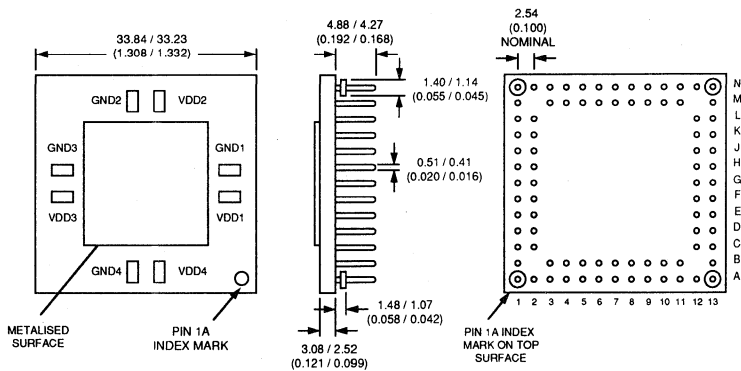 33.84 / 33.23
(1.308 / 1.332)
GND2
VDD2
GND3
GND1
VDD3
VDD1
GND4
VDD4
METALISED
SURFACE
PIN 1A
INDEX MARK
4.88 / 4.27
(0.192 / 0.168)
1.40 / 1.14
(0.055 / 0.045)
0.51 / 0.41
(0.020 / 0.016)
1.48 / 1.07
(0.058 / 0.042)
3.08 / 2.52
(0.121 / 0.099)
2.54
(0.100)
NOMINAL
N
M
L
K
J
H
G
F
E
D
C
B
A
1 2 3 4 5 6 7 8 9 10 11 12 13
PIN 1A INDEX
MARK ON TOP
SURFACE